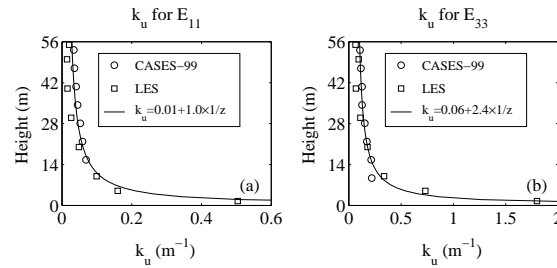 k_u for E_11
Height (m)
56
42
28
14
0
CASES−99
LES
k_u=0.01+1.0×1/z
(a)
0 0.2 0.4 0.6
k_u (m^−1)
k_u for E_33
Height (m)
56
42
28
14
0
CASES−99
LES
k_u=0.06+2.4×1/z
(b)
0 0.5 1 1.5 2
k_u (m^−1)